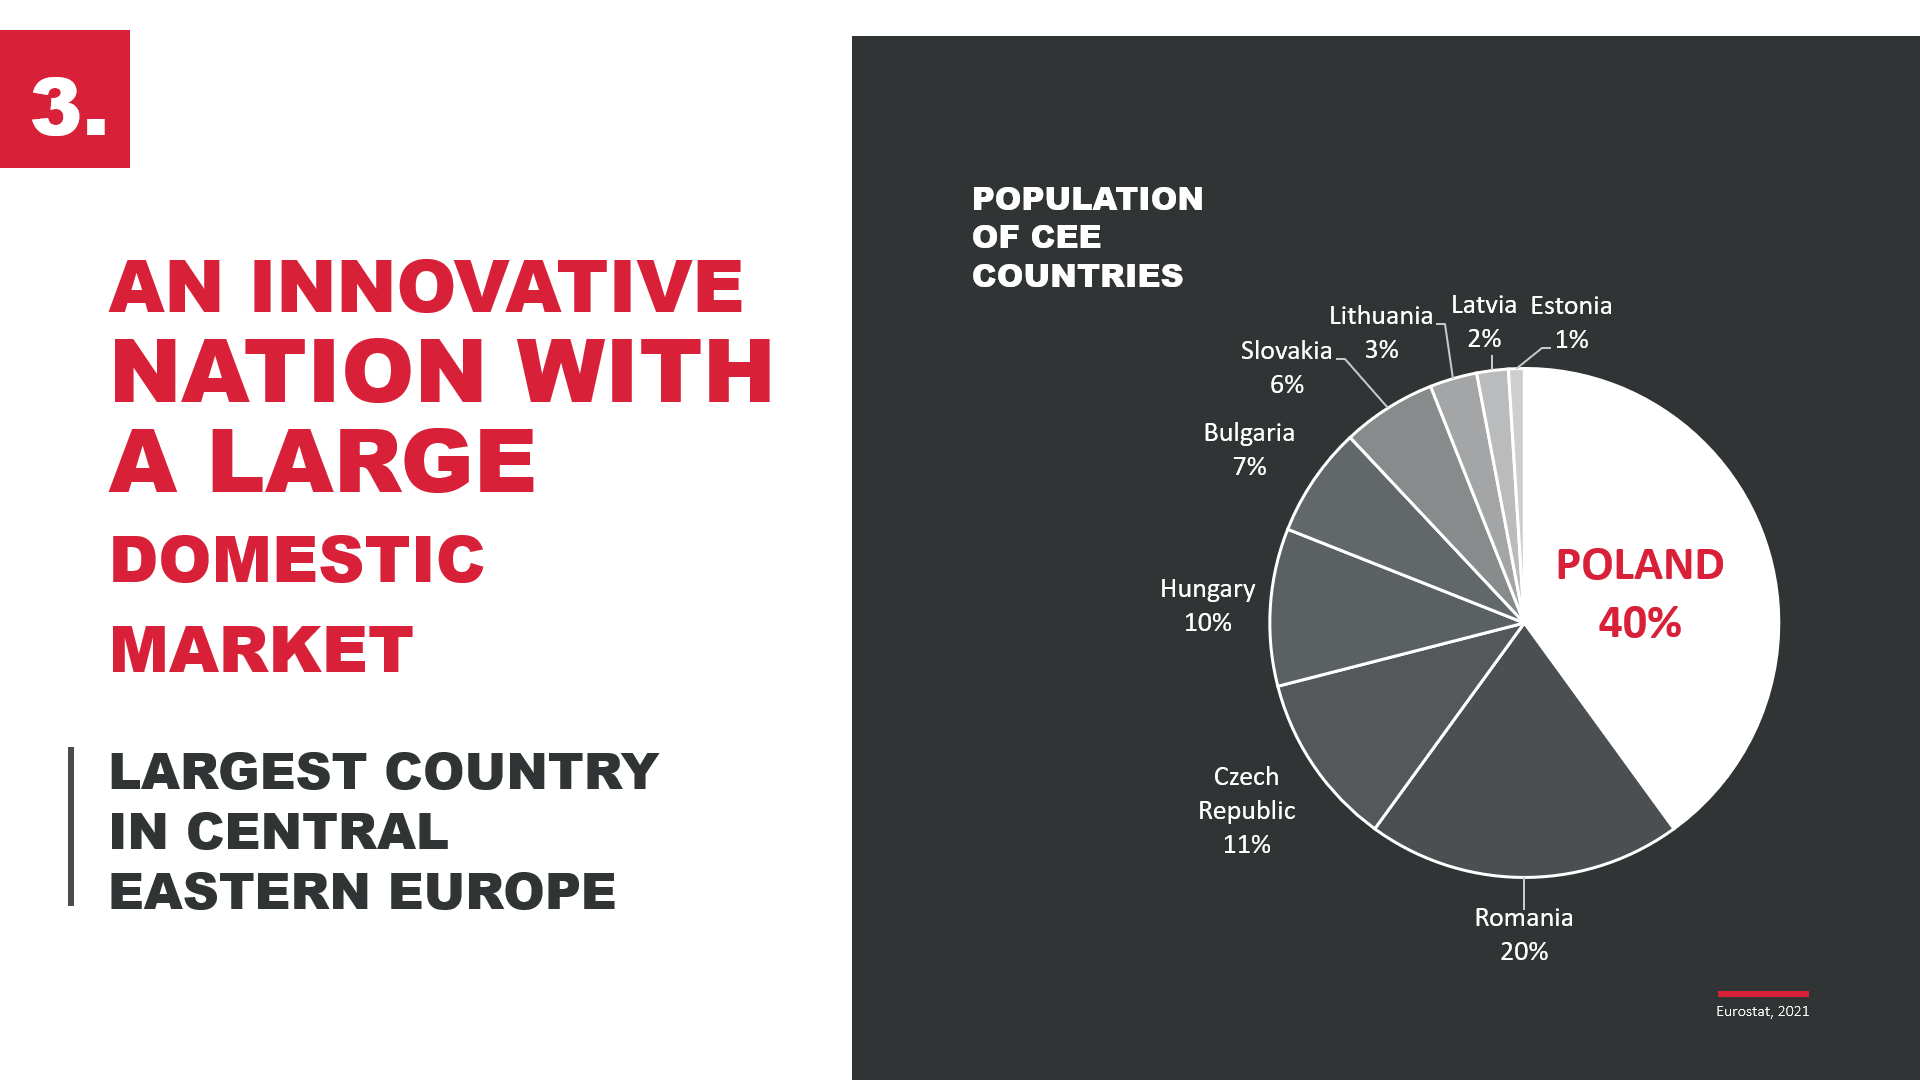 3.
AN INNOVATIVE
NATION WITH
A LARGE
DOMESTIC
MARKET
LARGEST COUNTRY
IN CENTRAL
EASTERN EUROPE
POPULATION
OF CEE
COUNTRIES
Estonia
1%
Latvia
2%
Lithuania
3%
Slovakia
6%
Bulgaria
7%
Hungary
10%
Czech
Republic
11%
Romania
20%
POLAND
40%
Eurostat, 2021